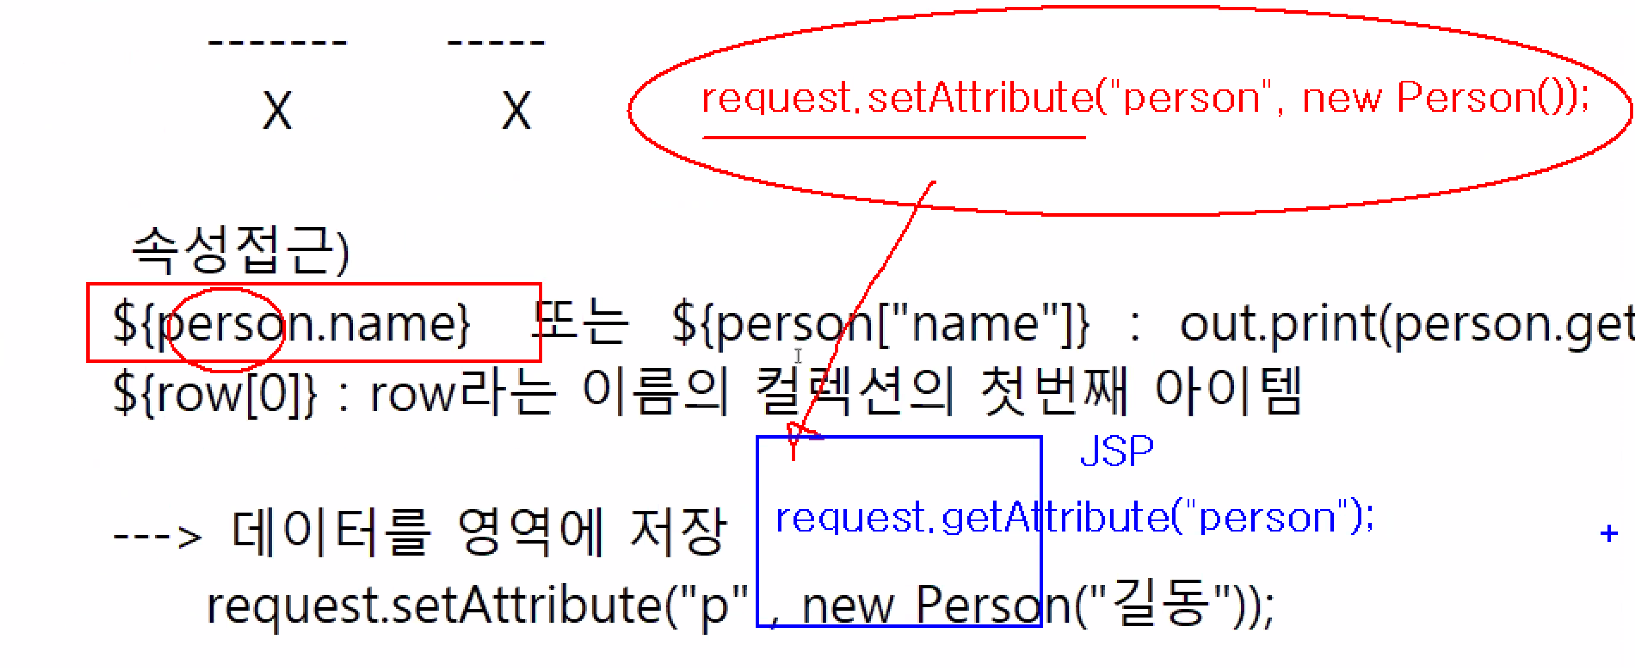 ------- -----
X X request.setAttribute("person", new Person());
속성접근)
${person.name} 또는 ${person["name"]} : out.print(person.get
${row[0]} : row라는 이름의 컬렉션의 첫번째 아이템
JSP
---> 데이터를 영역에 저장 request.getAttribute("person"); +
request.setAttribute("p" , new Person("길동"));